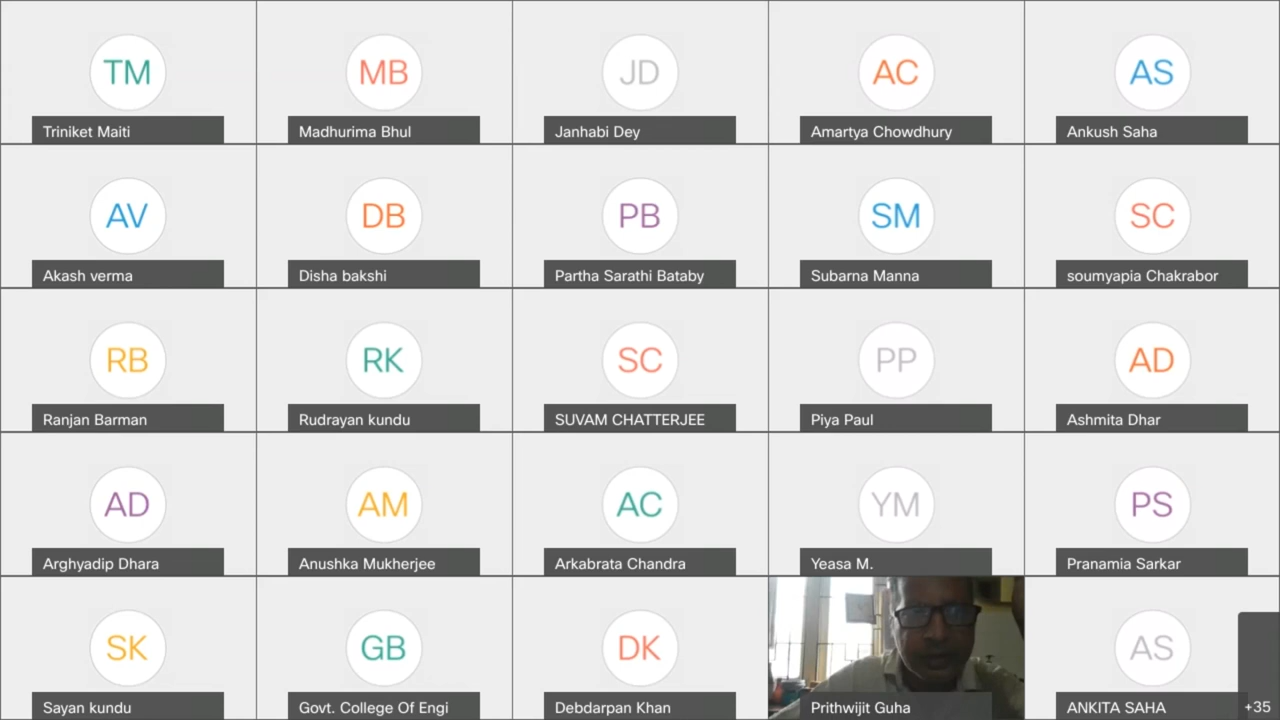 TM
MB
JD
AC
AS
Triniket Maiti
Madhurima Bhul
Janhabi Dey
Amartya Chowdhury
Ankush Saha
AV
DB
PB
SM
SC
Akash verma
Disha bakshi
Partha Sarathi Bataby
Subarna Manna
soumyapia Chakrabor
RB
RK
SC
PP
AD
Ranjan Barman
Rudrayan kundu
SUVAM CHATTERJEE
Piya Paul
Ashmita Dhar
AD
AM
AC
YM
PS
Arghyadip Dhara
Anushka Mukherjee
Arkabrata Chandra
Yeasa M.
Pranamia Sarkar
SK
GB
DK
AS
Sayan kundu
Govt. College Of Engi
Debdarpan Khan
Prithwijit Guha
ANKITA SAHA
+35